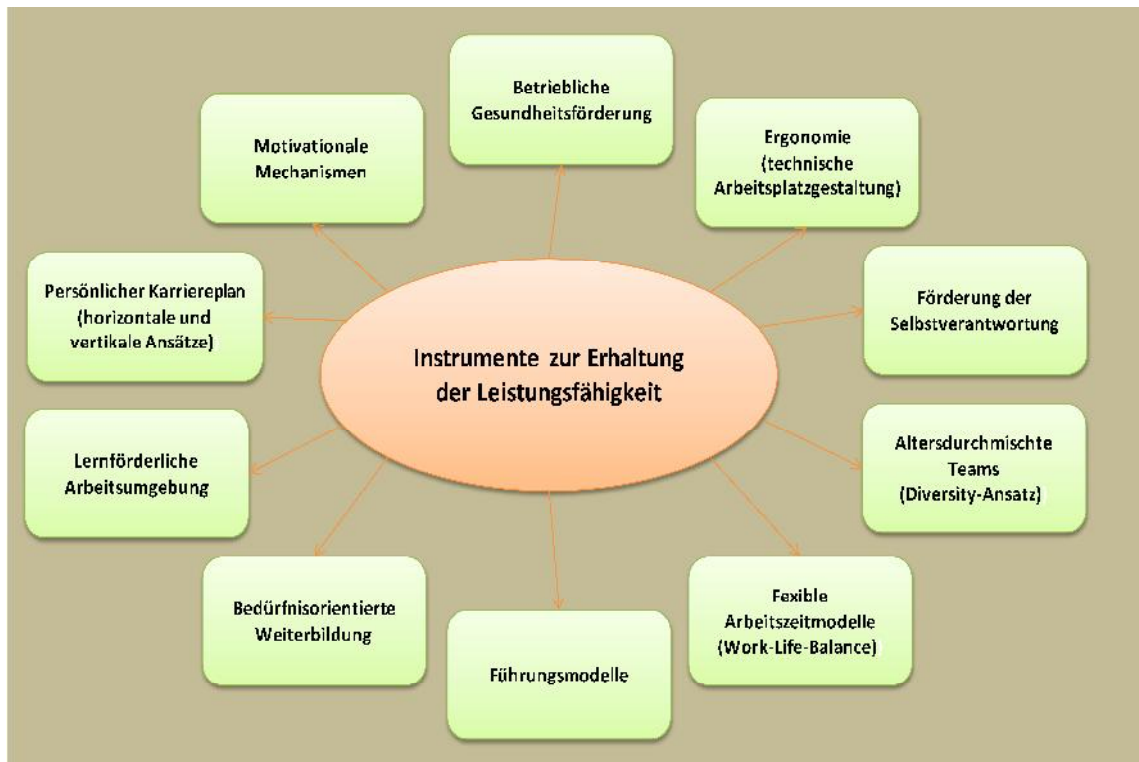 Betriebliche
Gesundheitsförderung
Motivationale
Mechanismen
Ergonomie
(technische
Arbeitsplatzgestaltung)
Persönlicher Karriereplan
(horizontale und
vertikale Ansätze)
Förderung der
Selbstverantwortung
Instrumente zur Erhaltung
der Leistungsfähigkeit
Lernförderliche
Arbeitsumgebung
Altersdurchmischte
Teams
(Diversity-Ansatz)
Bedürfnisorientierte
Weiterbildung
Fexible
Arbeitszeitmodelle
(Work-Life-Balance)
Führungsmodelle